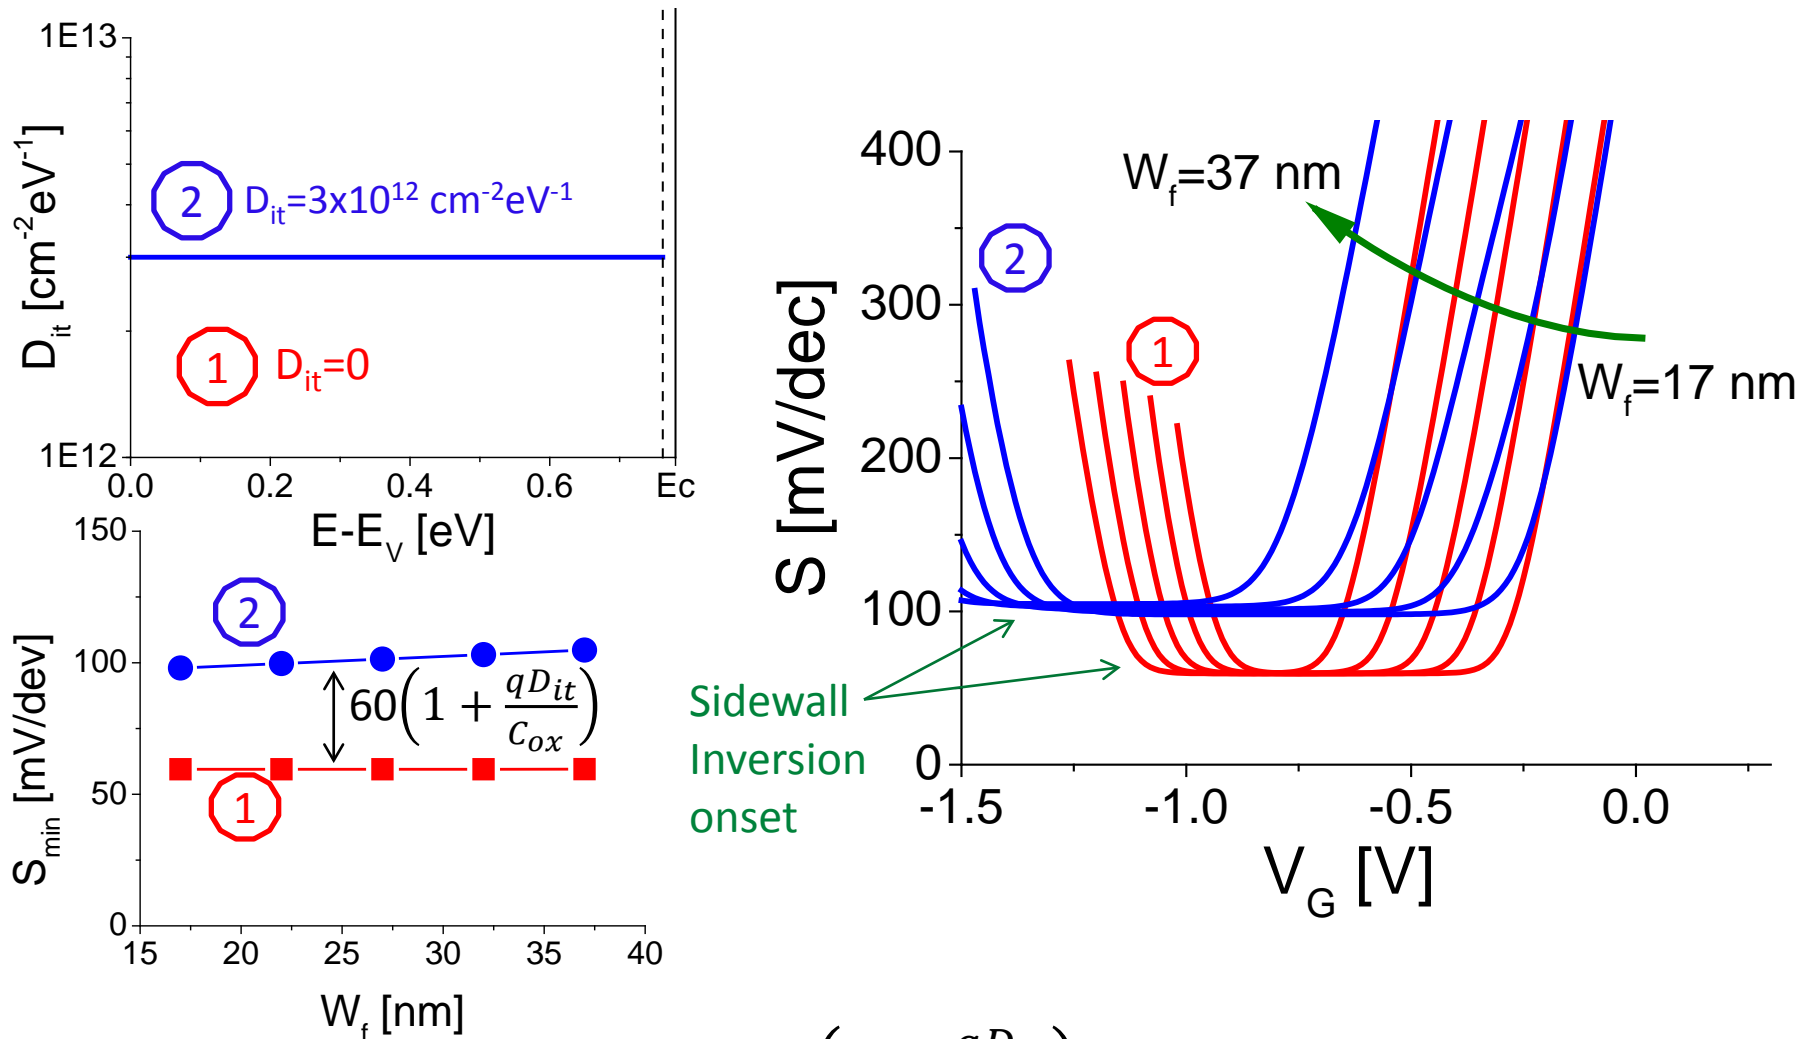 1E13
1E12
D_it [cm^-2 eV^-1]
2 D_it=3x10^12 cm^-2eV^-1
1 D_it=0
0.0 0.2 0.4 0.6 Ec
E-E_V [eV]
150
100
50
0
S_min [mV/dev]
2
60(1 + qD_it/C_ox)
1
15 20 25 30 35 40
W_f [nm]
400
300
200
100
0
S [mV/dec]
W_f=37 nm
2
1
W_f=17 nm
Sidewall
Inversion
onset
-1.5 -1.0 -0.5 0.0
V_G [V]